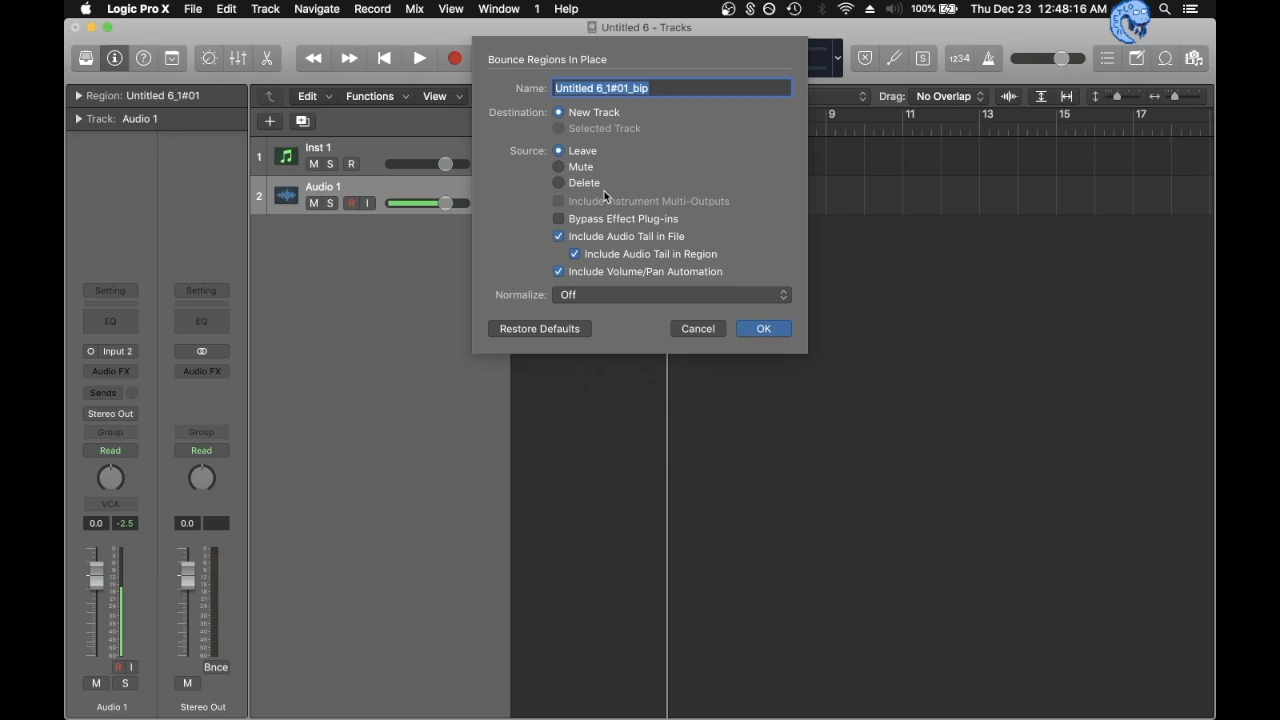 Logic Pro X File Edit Track Navigate Record Mix View Window 1 Help 100% Thu Dec 23 12:48:16 AM
Untitled 6 - Tracks
1234 S
Region: Untitled 6_1#01
Track: Audio 1
Edit Functions View Drag: No Overlap
9 11 13 15 17
Bounce Regions In Place
Name: Untitled 6_1#01_bip
Destination: New Track
Selected Track
Source: Leave
Mute
Delete
Include Instrument Multi-Outputs
Bypass Effect Plug-ins
Include Audio Tail in File
Include Audio Tail in Region
Include Volume/Pan Automation
Normalize: Off
Restore Defaults Cancel OK
1 Inst 1
M S R
2 Audio 1
M S R I
Setting Setting
EQ EQ
Input 2
Audio FX Audio FX
Sends
Stereo Out
Group Group
Read Read
VCA
0.0 -2.5 0.0
R I Bnce
M S M
Audio 1 Stereo Out